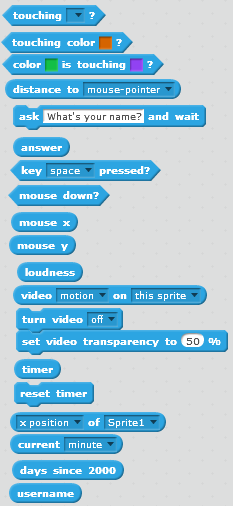 touching ?
touching color ?
color is touching ?
distance to mouse-pointer
ask What's your name? and wait
answer
key space pressed?
mouse down?
mouse x
mouse y
loudness
video motion on this sprite
turn video off
set video transparency to 50 %
timer
reset timer
x position of Sprite1
current minute
days since 2000
username